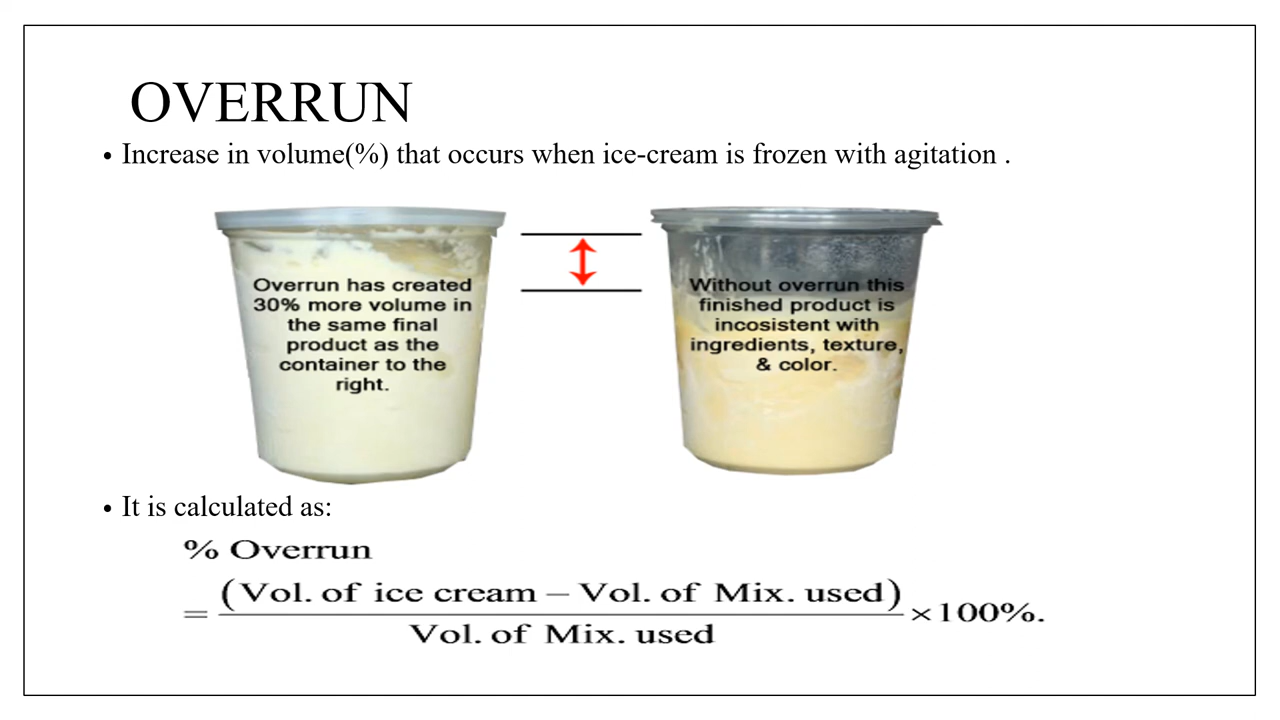 OVERRUN
• Increase in volume(%) that occurs when ice-cream is frozen with agitation .
Overrun has created
30% more volume in
the same final
product as the
container to the
right.
Without overrun this
finished product is
incosistent with
ingredients, texture,
& color.
• It is calculated as:
% Overrun
= (Vol. of ice cream – Vol. of Mix. used) / Vol. of Mix. used ×100%.